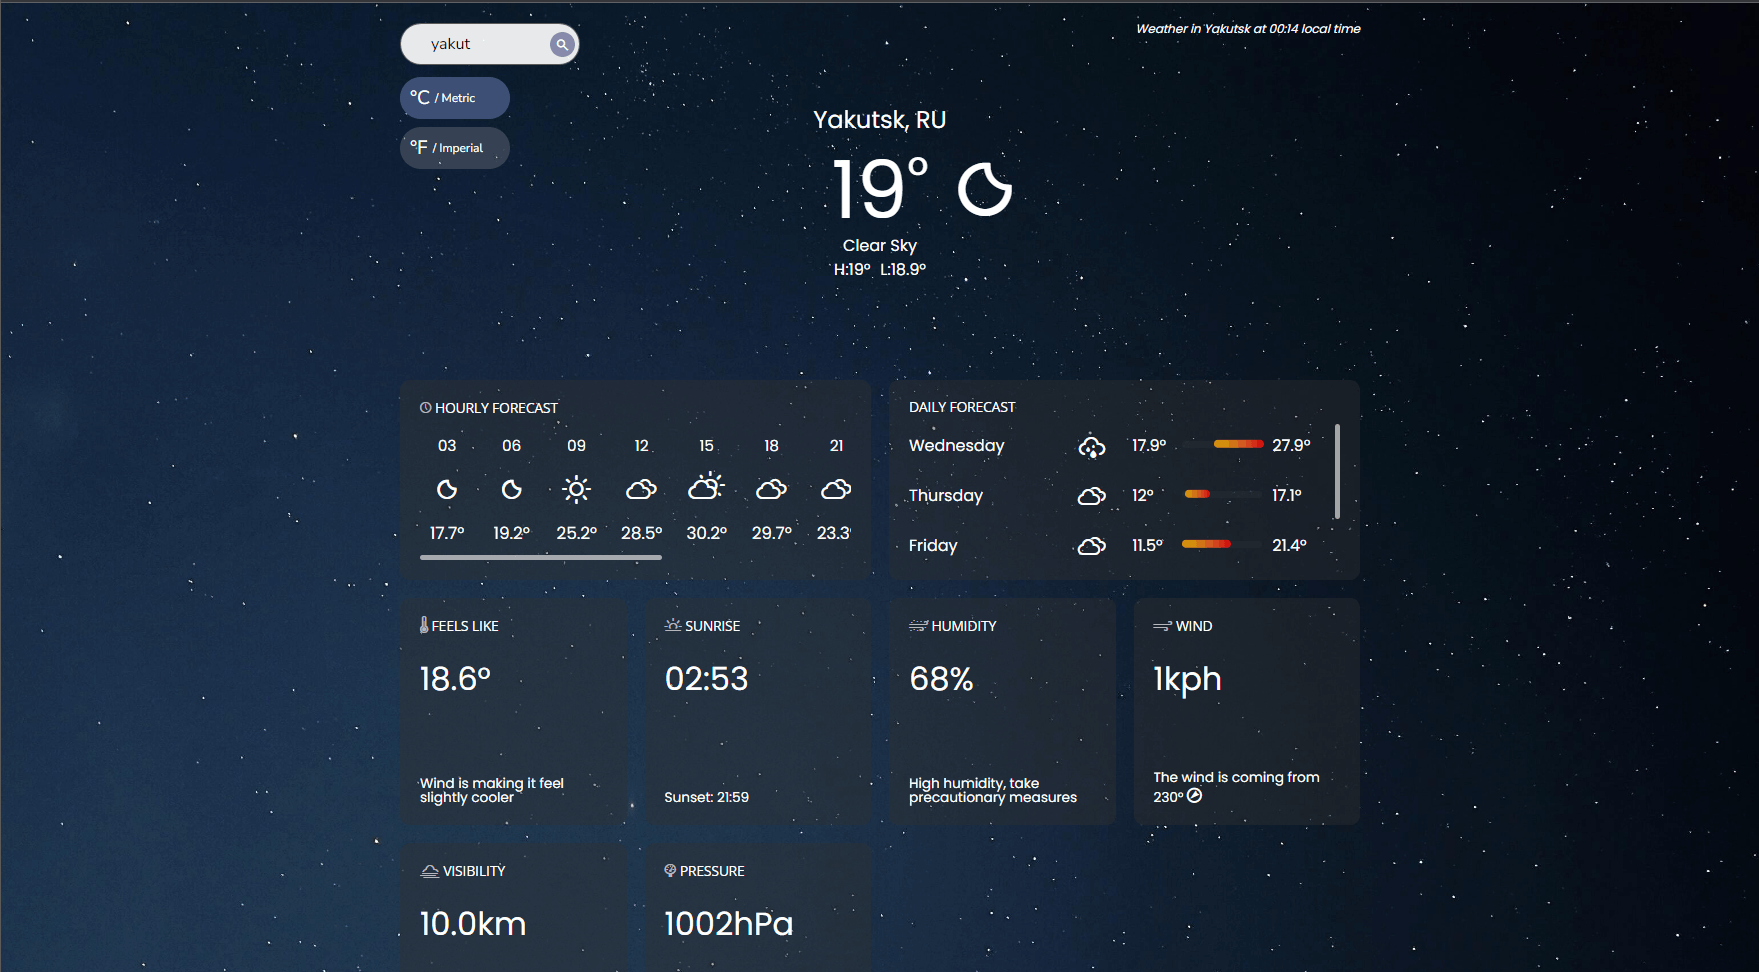 yakut
Weather in Yakutsk at 00:14 local time
°C / Metric
°F / Imperial
Yakutsk, RU
19°
Clear Sky
H:19° L:18.9°
HOURLY FORECAST
03 06 09 12 15 18 21
17.7° 19.2° 25.2° 28.5° 30.2° 29.7° 23.3°
DAILY FORECAST
Wednesday 17.9° 27.9°
Thursday 12° 17.1°
Friday 11.5° 21.4°
FEELS LIKE
18.6°
Wind is making it feel
slightly cooler
SUNRISE
02:53
Sunset: 21:59
HUMIDITY
68%
High humidity, take
precautionary measures
WIND
1kph
The wind is coming from
230°
VISIBILITY
10.0km
PRESSURE
1002hPa